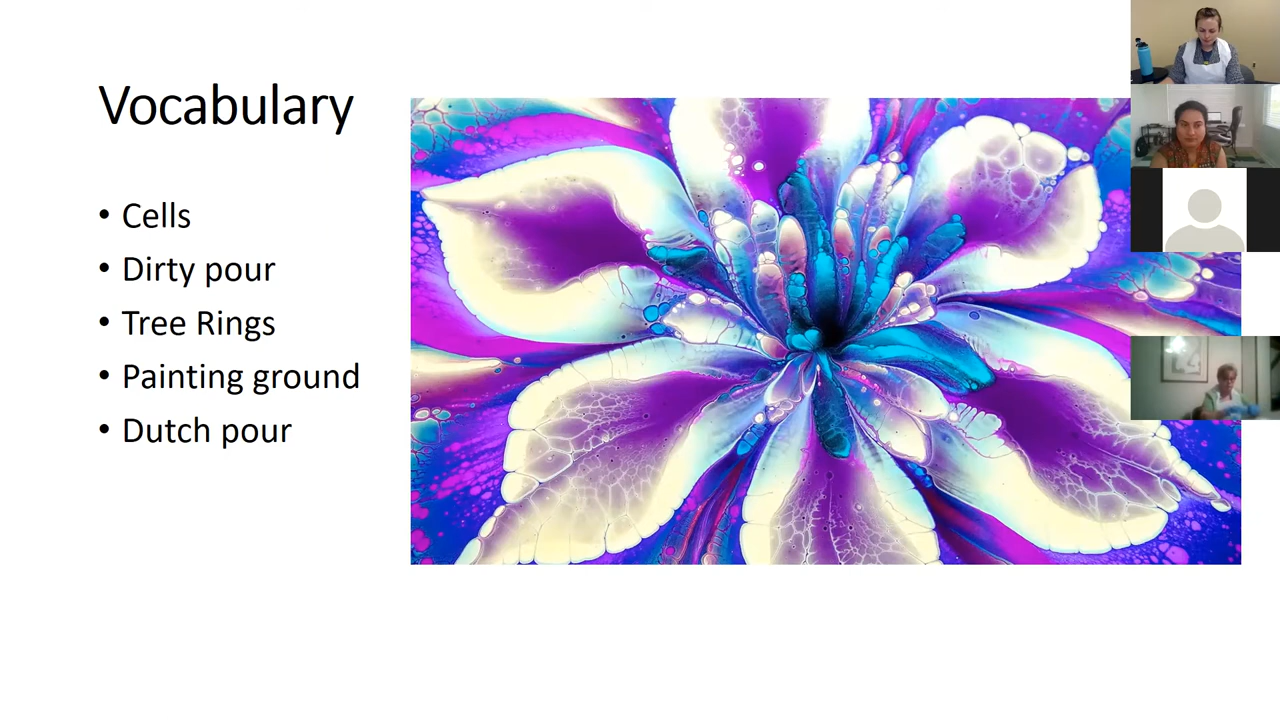 Vocabulary
• Cells
• Dirty pour
• Tree Rings
• Painting ground
• Dutch pour